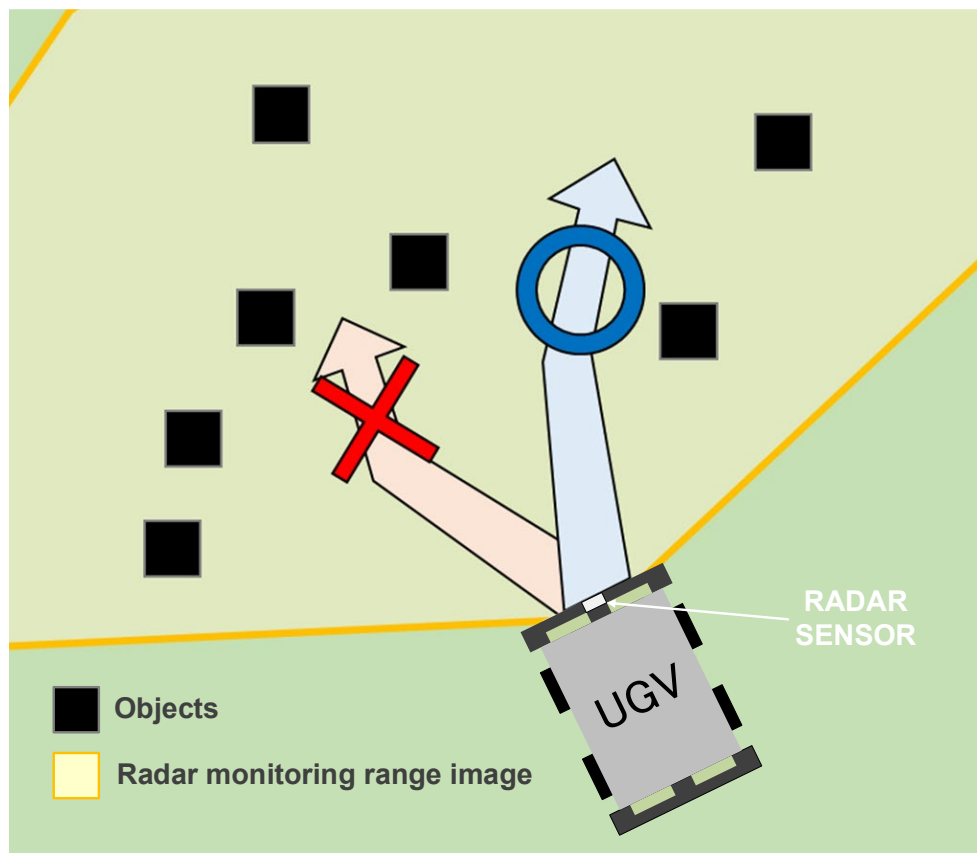 RADAR
SENSOR
UGV
Objects
Radar monitoring range image